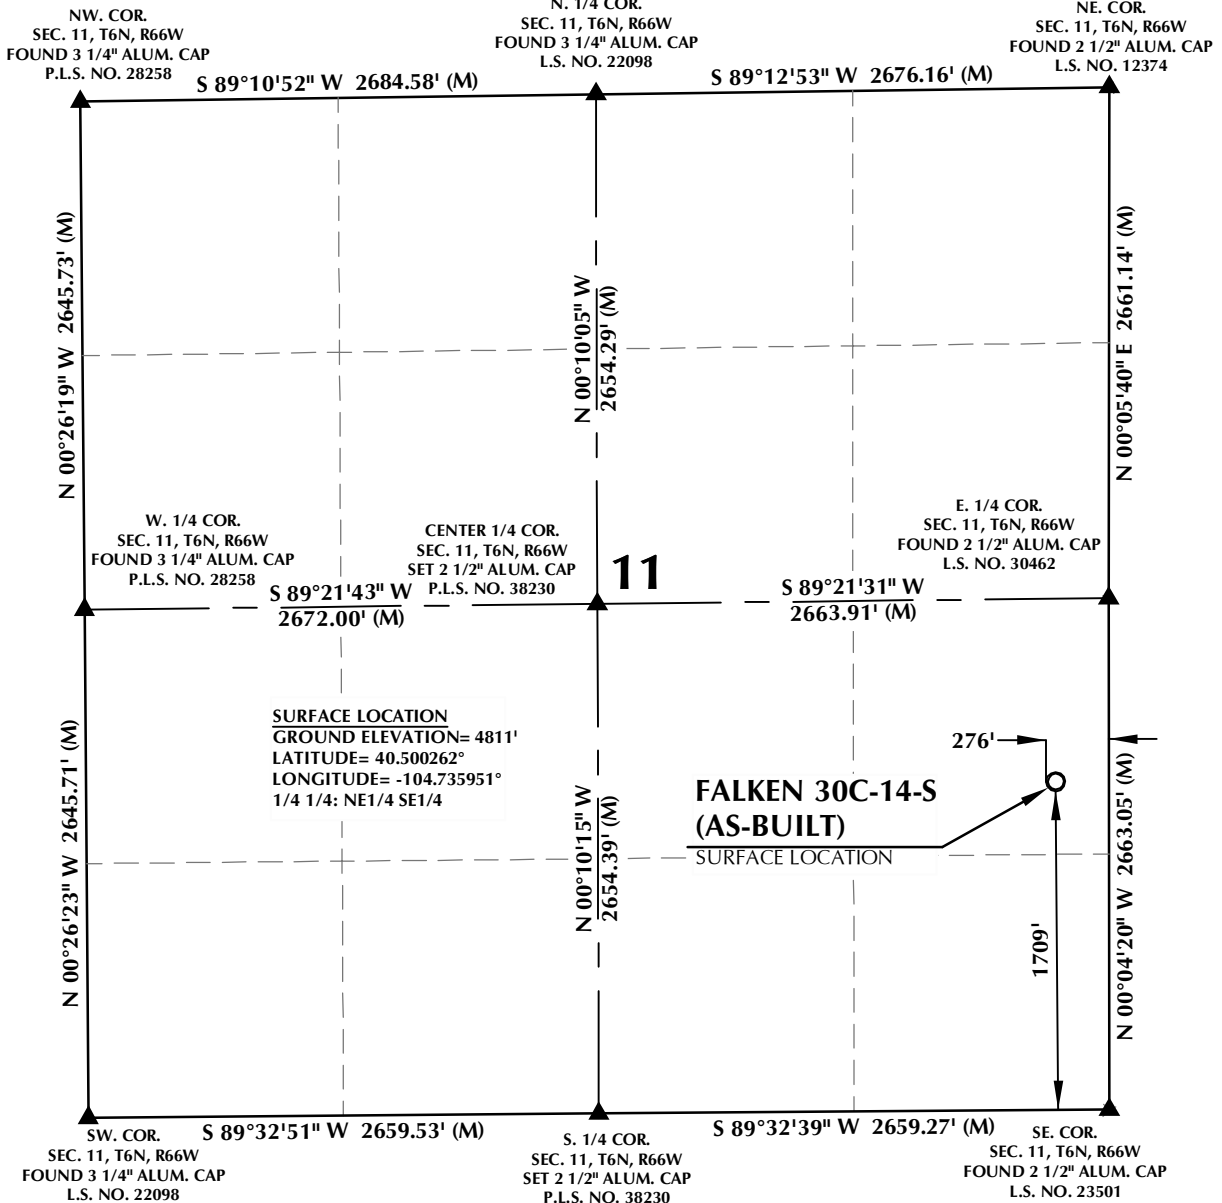 NW. COR.
SEC. 11, T6N, R66W
FOUND 3 1/4" ALUM. CAP
P.L.S. NO. 28258
N. 1/4 COR.
SEC. 11, T6N, R66W
FOUND 3 1/4" ALUM. CAP
L.S. NO. 22098
NE. COR.
SEC. 11, T6N, R66W
FOUND 2 1/2" ALUM. CAP
L.S. NO. 12374
S 89°10'52" W 2684.58' (M)
S 89°12'53" W 2676.16' (M)
N 00°26'19" W 2645.73' (M)
N 00°10'05" W
2654.29' (M)
N 00°05'40" E 2661.14' (M)
W. 1/4 COR.
SEC. 11, T6N, R66W
FOUND 3 1/4" ALUM. CAP
P.L.S. NO. 28258
CENTER 1/4 COR.
SEC. 11, T6N, R66W
SET 2 1/2" ALUM. CAP
P.L.S. NO. 38230
11
E. 1/4 COR.
SEC. 11, T6N, R66W
FOUND 2 1/2" ALUM. CAP
L.S. NO. 30462
S 89°21'43" W
2672.00' (M)
S 89°21'31" W
2663.91' (M)
SURFACE LOCATION
GROUND ELEVATION= 4811'
LATITUDE= 40.500262°
LONGITUDE= -104.735951°
1/4 1/4: NE1/4 SE1/4
276'
FALKEN 30C-14-S
(AS-BUILT)
SURFACE LOCATION
N 00°26'23" W 2645.71' (M)
N 00°10'15" W
2654.39' (M)
1709'
N 00°04'20" W 2663.05' (M)
S 89°32'51" W 2659.53' (M)
S 89°32'39" W 2659.27' (M)
SW. COR.
SEC. 11, T6N, R66W
FOUND 3 1/4" ALUM. CAP
L.S. NO. 22098
S. 1/4 COR.
SEC. 11, T6N, R66W
SET 2 1/2" ALUM. CAP
P.L.S. NO. 38230
SE. COR.
SEC. 11, T6N, R66W
FOUND 2 1/2" ALUM. CAP
L.S. NO. 23501